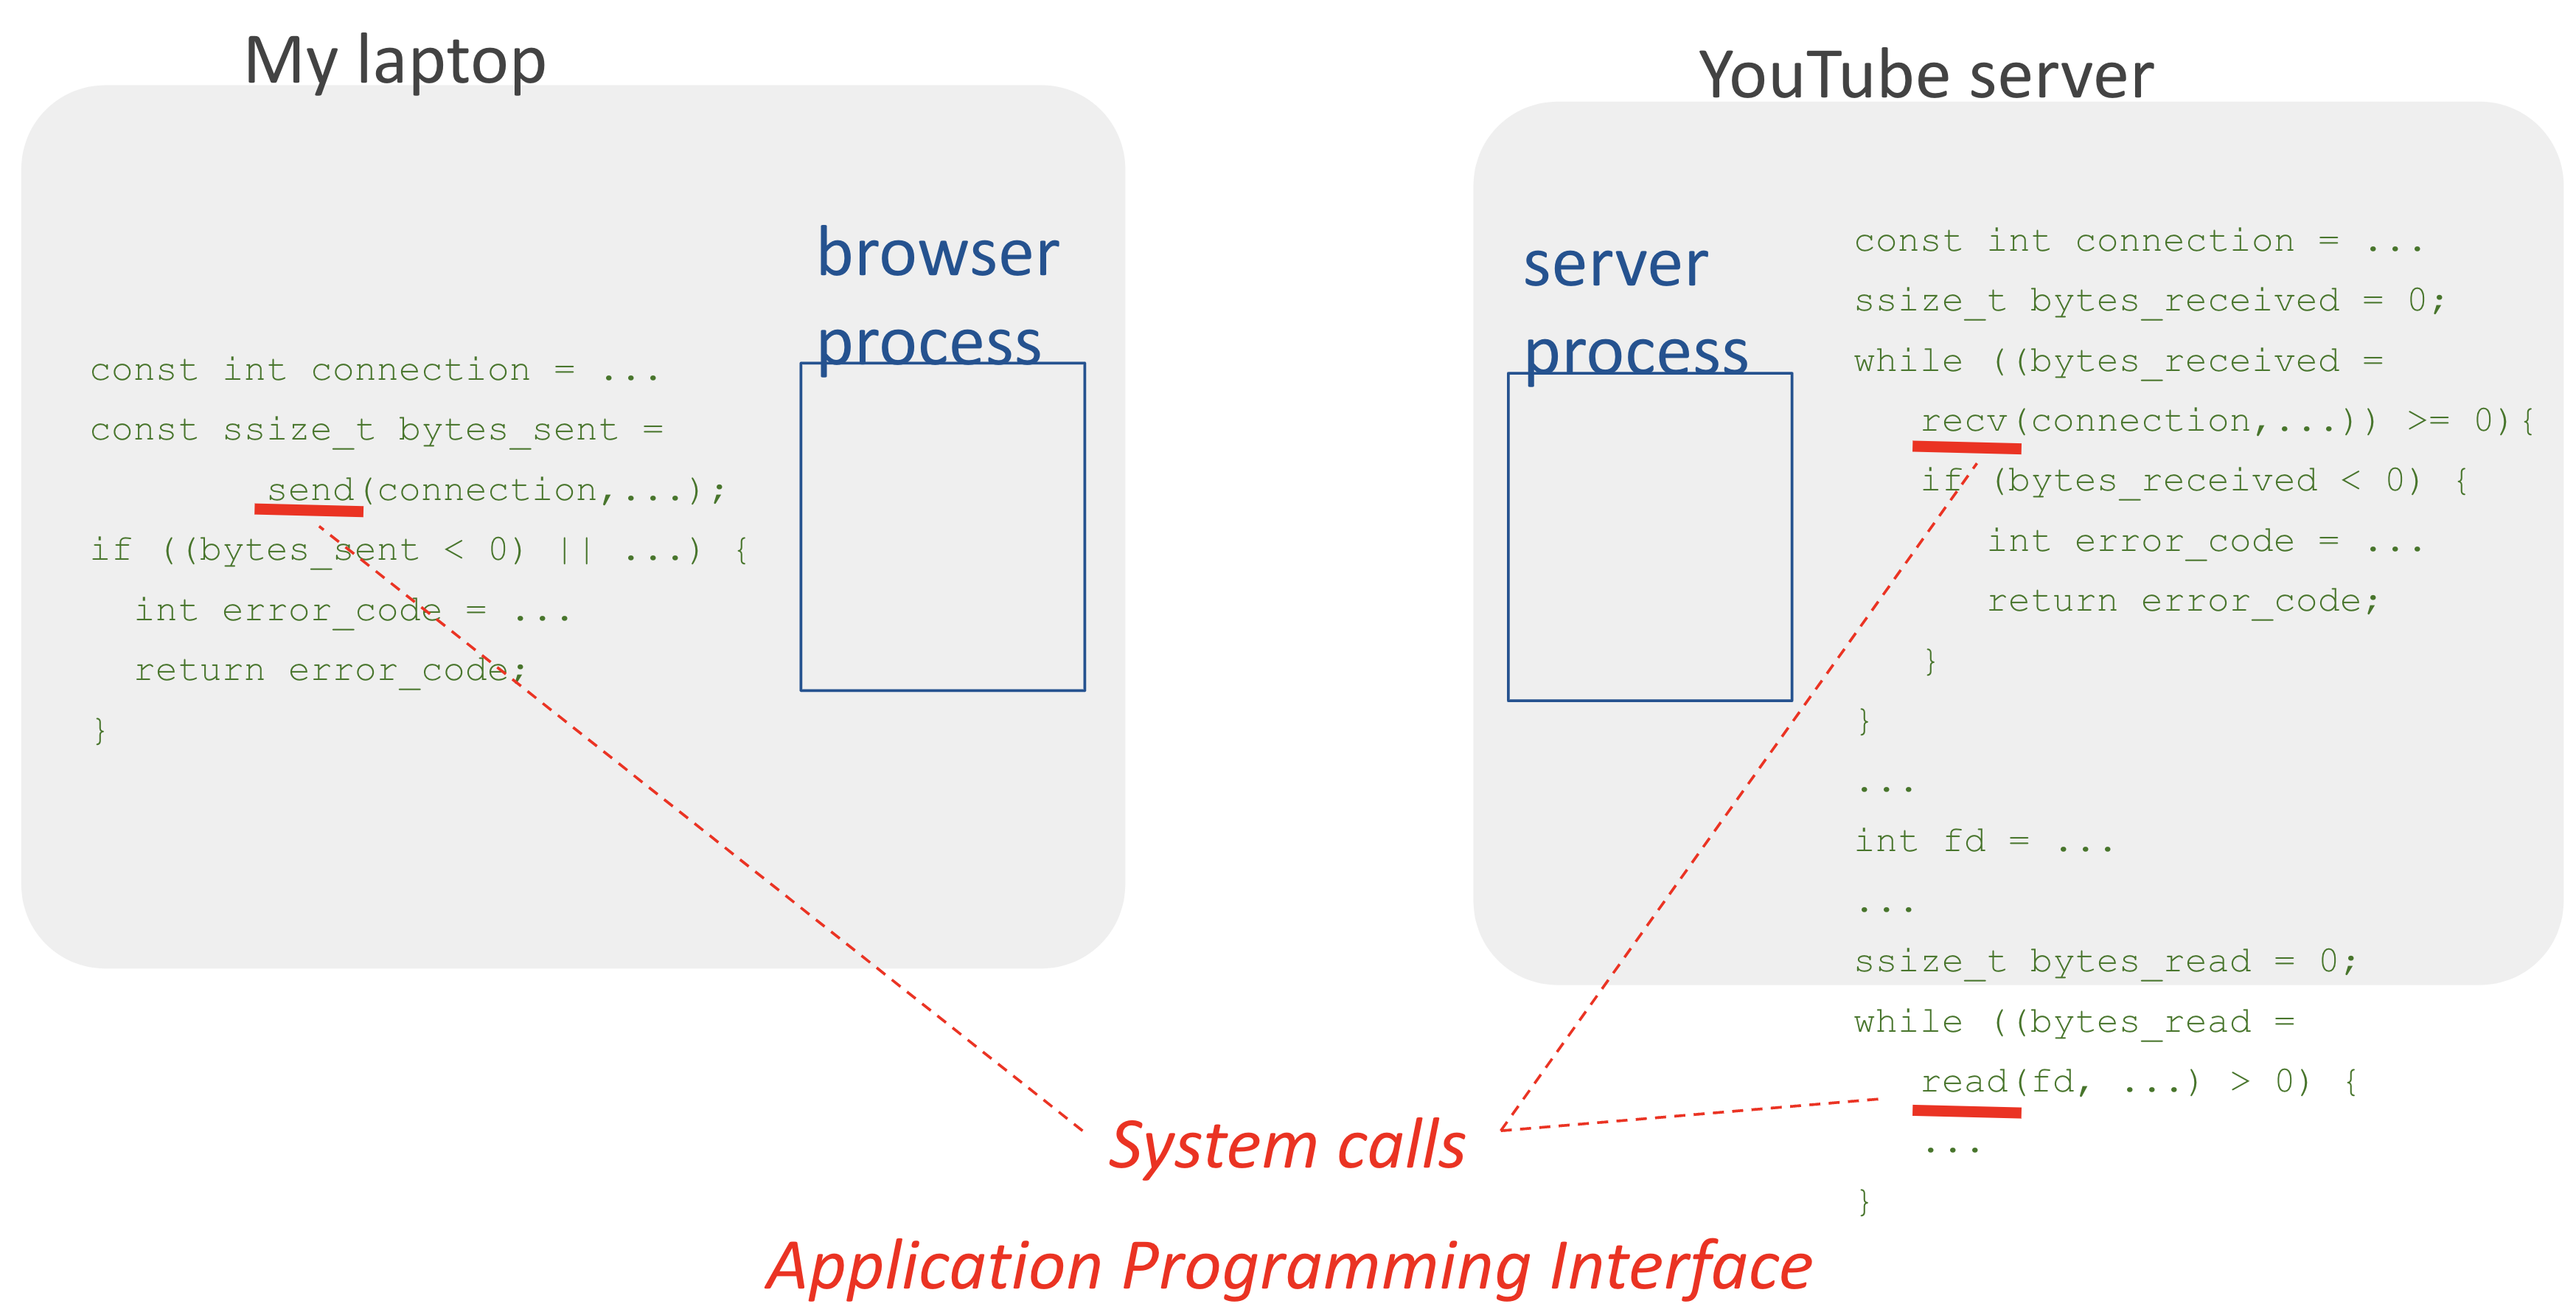 My laptop
browser
process
const int connection = ...
const ssize_t bytes_sent =
        send(connection,...);
if ((bytes_sent < 0) || ...) {
  int error_code = ...
  return error_code;
}
YouTube server
server
process
const int connection = ...
ssize_t bytes_received = 0;
while ((bytes_received =
   recv(connection,...)) >= 0){
   if (bytes_received < 0) {
      int error_code = ...
      return error_code;
   }
}
...
int fd = ...
...
ssize_t bytes_read = 0;
while ((bytes_read =
   read(fd, ...) > 0) {
   ...
}
System calls
Application Programming Interface